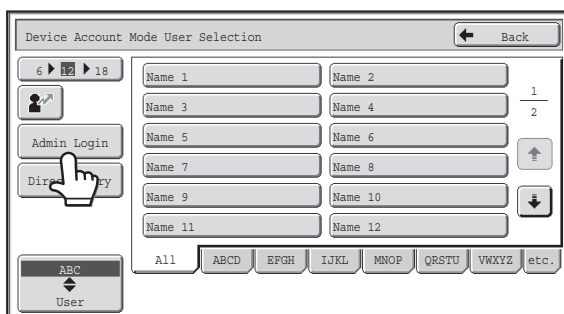 Device Account Mode User Selection
Back
6 12 18
Name 1
Name 2
1
2
Name 3
Name 4
Admin Login
Name 5
Name 6
Name 7
Name 8
Name 9
Name 10
Name 11
Name 12
All
ABCD
EFGH
IJKL
MNOP
QRSTU
VWXYZ
etc.
ABC
User